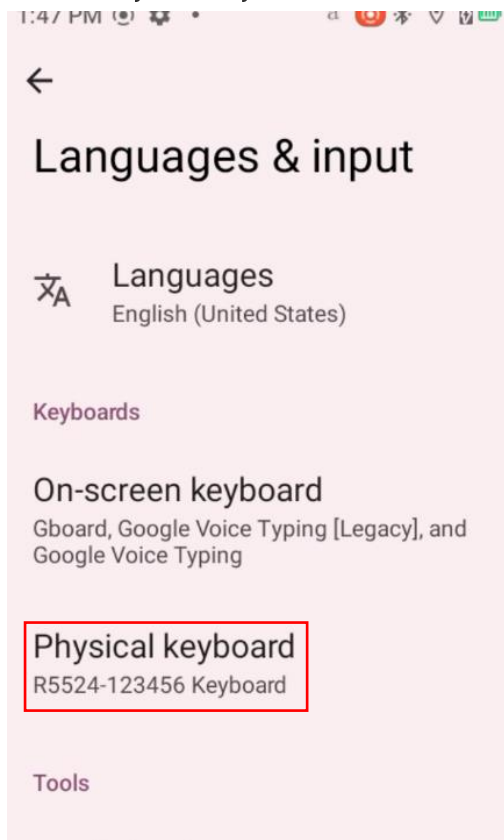 1:47 PM
Languages & input
Languages
English (United States)
Keyboards
On-screen keyboard
Gboard, Google Voice Typing [Legacy], and
Google Voice Typing
Physical keyboard
R5524-123456 Keyboard
Tools